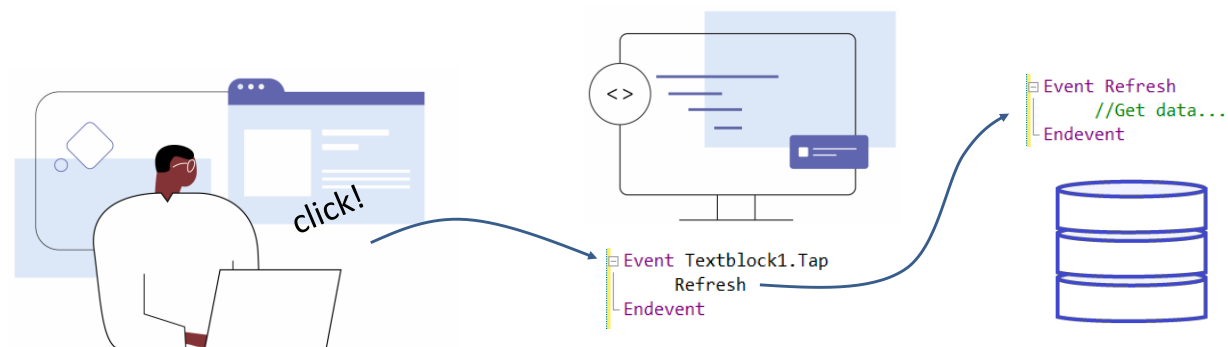 click!
< >
Event Textblock1.Tap
Refresh
Endevent
Event Refresh
//Get data...
Endevent